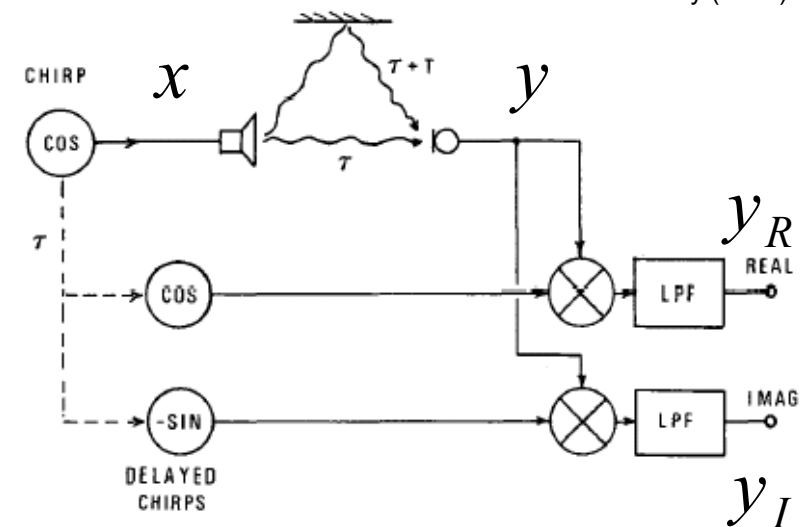 CHIRP
x
τ + T
y
COS
τ
τ
y_R
REAL
COS
LPF
IMAG
-SIN
LPF
DELAYED
CHIRPS
y_I